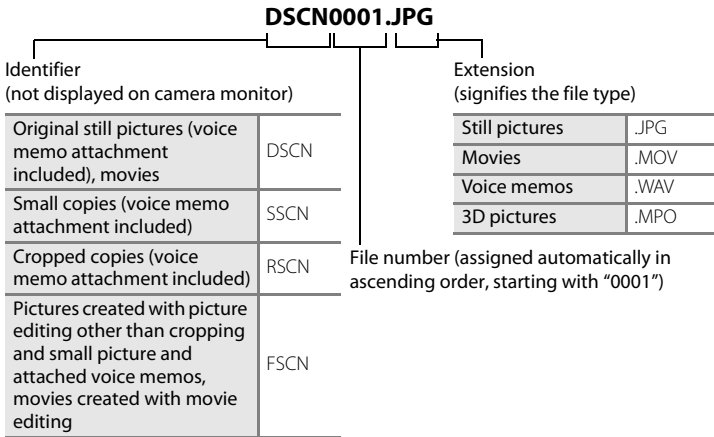 DSCN0001.JPG
Identifier
(not displayed on camera monitor)
Original still pictures (voice
memo attachment
included), movies
DSCN
Small copies (voice memo
attachment included)
SSCN
Cropped copies (voice
memo attachment included)
RSCN
Pictures created with picture
editing other than cropping
and small picture and
attached voice memos,
movies created with movie
editing
FSCN
Extension
(signifies the file type)
Still pictures .JPG
Movies .MOV
Voice memos .WAV
3D pictures .MPO
File number (assigned automatically in
ascending order, starting with “0001”)